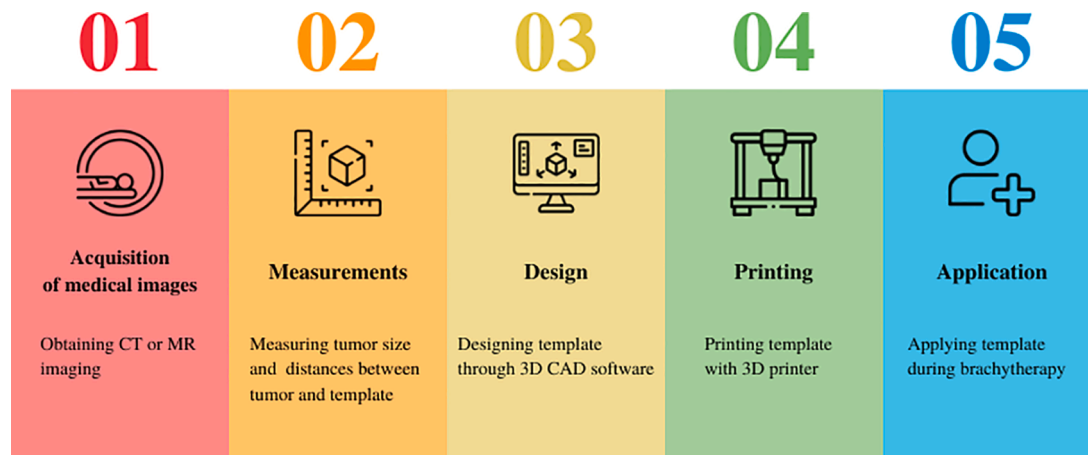 01
02
03
04
05
Acquisition
of medical images
Measurements
Design
Printing
Application
Obtaining CT or MR
imaging
Measuring tumor size
and distances between
tumor and template
Designing template
through 3D CAD software
Printing template
with 3D printer
Applying template
during brachytherapy